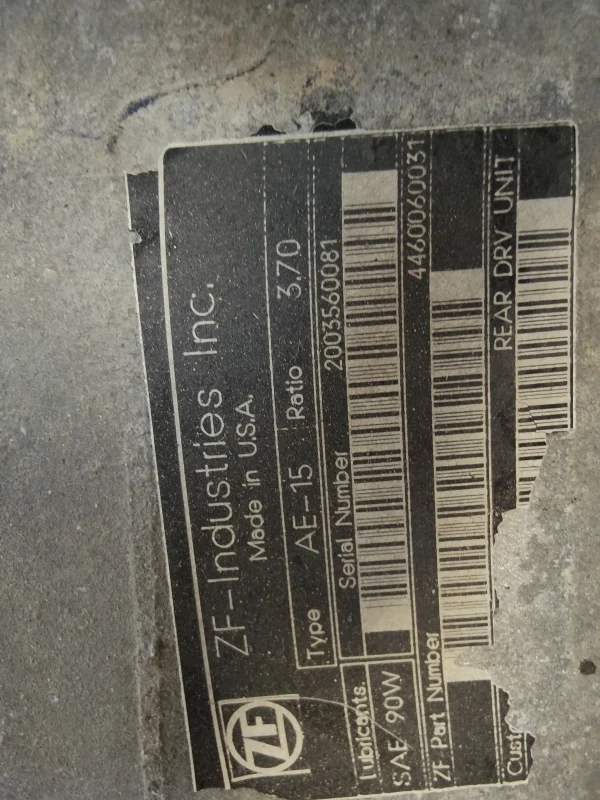 ZF
ZF-Industries Inc.
Made in U.S.A.
Type AE-15 Ratio 3.70
Lubricants.
SAE 90W
Serial Number 2003560081
ZF Part Number 4460060031
REAR DRV UNIT